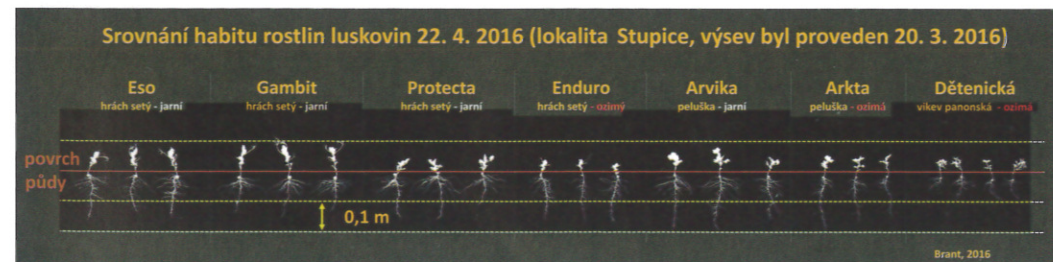 Srovnání habitu rostlin luskovin 22. 4. 2016 (lokalita Stupice, výsev byl proveden 20. 3. 2016)
Eso Gambit Protecta Enduro Arvika Arkta Dětenická
hrách setý - jarní hrách setý - jarní hrách setý - jarní hrách setý - ozimý peluška - jarní peluška - ozimá víkev panonská - ozimá
povrch
půdy
0,1 m
Brant, 2016